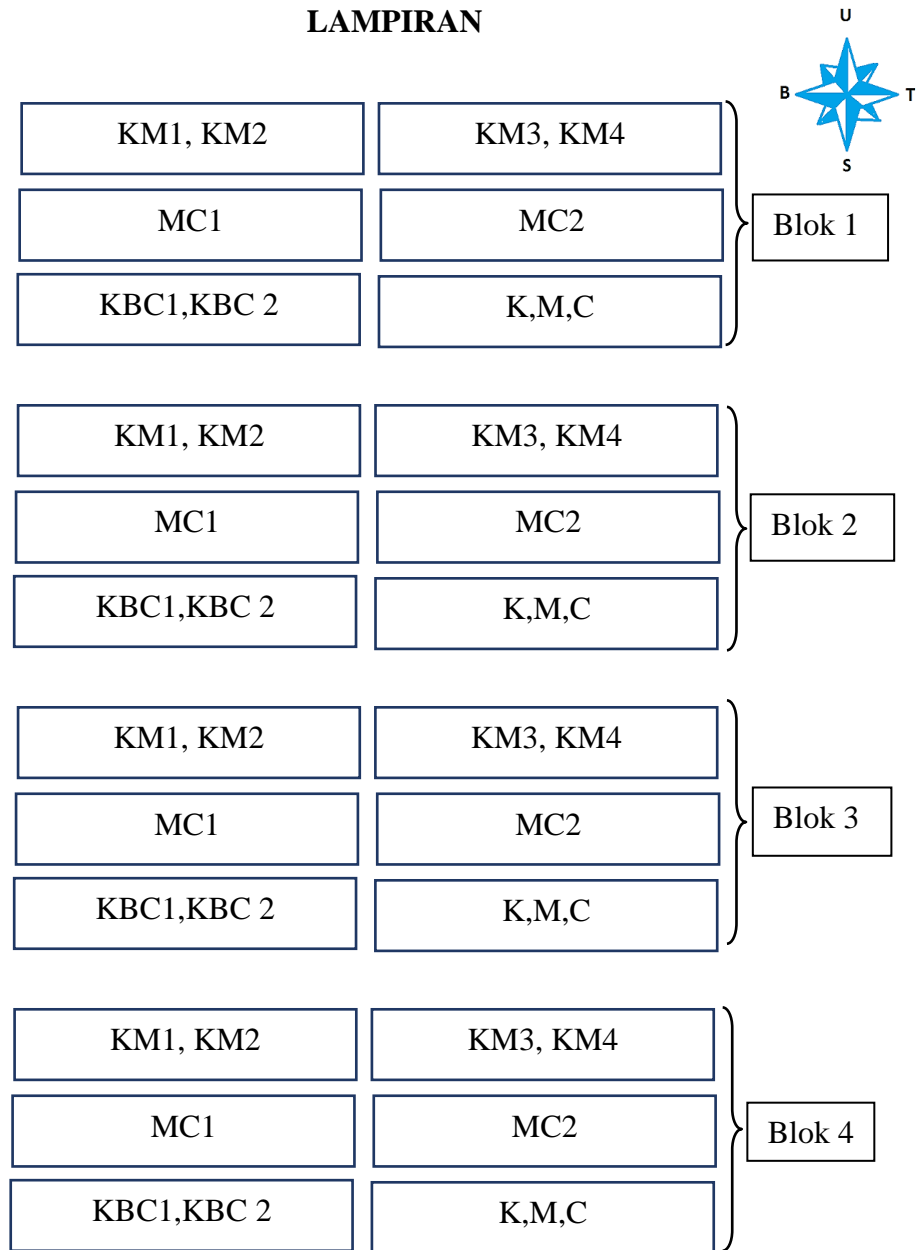 LAMPIRAN
U
B T
S
KM1, KM2 KM3, KM4
MC1 MC2
Blok 1
KBC1,KBC 2 K,M,C
KM1, KM2 KM3, KM4
MC1 MC2
Blok 2
KBC1,KBC 2 K,M,C
KM1, KM2 KM3, KM4
MC1 MC2
Blok 3
KBC1,KBC 2 K,M,C
KM1, KM2 KM3, KM4
MC1 MC2
Blok 4
KBC1,KBC 2 K,M,C